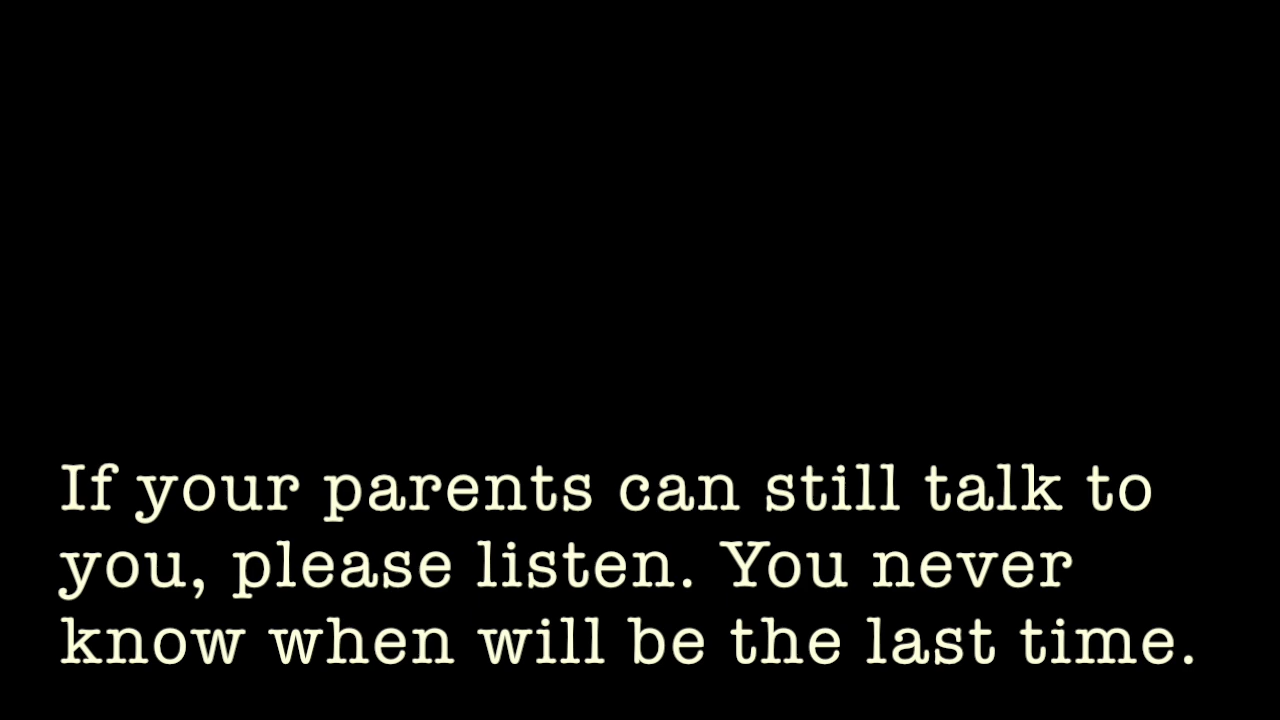 If your parents can still talk to
you, please listen. You never
know when will be the last time.